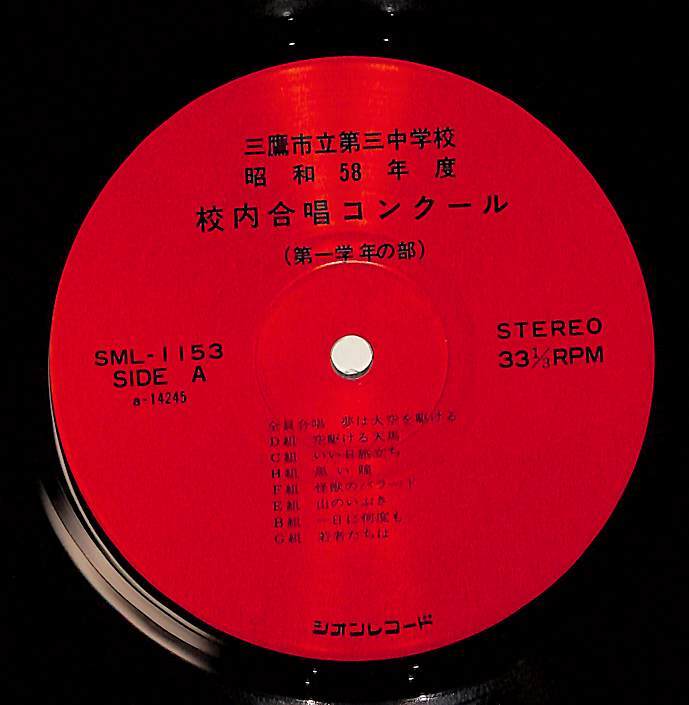 三鷹市立第三中学校
昭和58年度
校内合唱コンクール
(第一学年の部)
SML-1153
SIDE A
a-14245
STEREO
33⅓RPM
全員合唱 夢は大空を駆ける
D組 空駆ける天馬
C組 いい日旅立ち
H組 黒い瞳
F組 怪獣のバラード
E組 山のいぶき
B組 一日に何度も
G組 若者たちは
シオンレコード